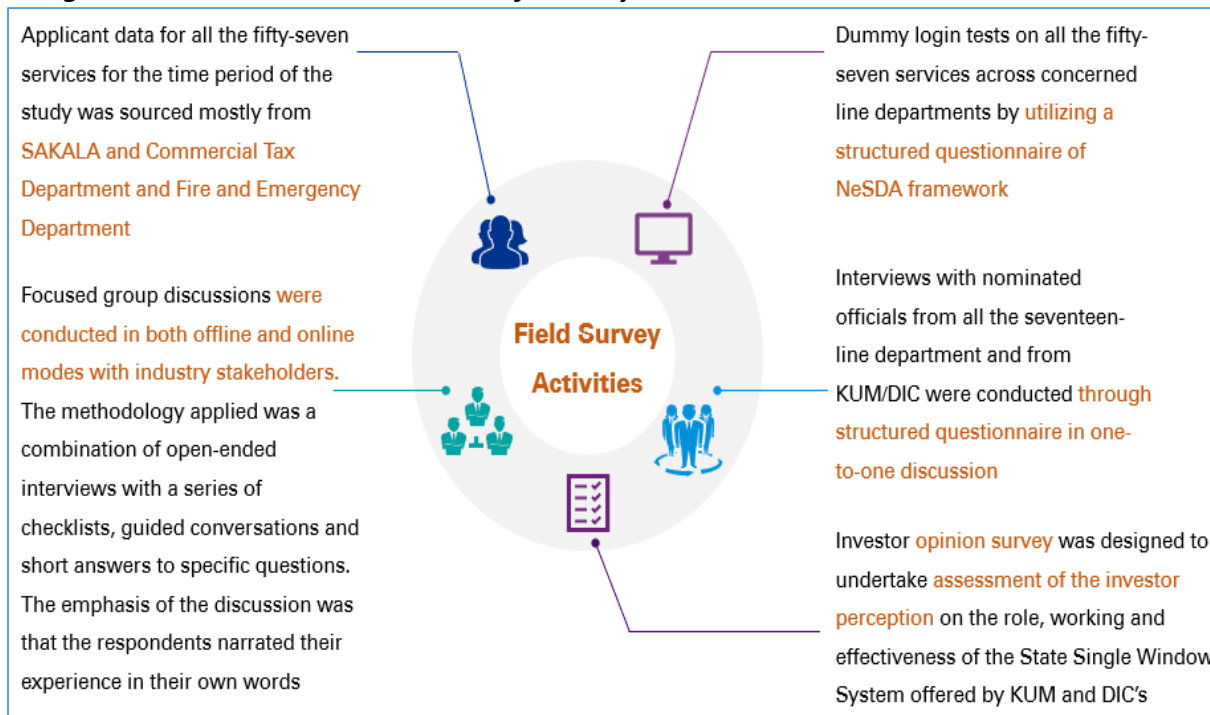 Applicant data for all the fifty-seven
services for the time period of the
study was sourced mostly from
SAKALA and Commercial Tax
Department and Fire and Emergency
Department
Focused group discussions were
conducted in both offline and online
modes with industry stakeholders.
The methodology applied was a
combination of open-ended
interviews with a series of
checklists, guided conversations and
short answers to specific questions.
The emphasis of the discussion was
that the respondents narrated their
experience in their own words
Field Survey
Activities
Dummy login tests on all the fifty-
seven services across concerned
line departments by utilizing a
structured questionnaire of
NeSDA framework
Interviews with nominated
officials from all the seventeen-
line department and from
KUM/DIC were conducted through
structured questionnaire in one-
to-one discussion
Investor opinion survey was designed to
undertake assessment of the investor
perception on the role, working and
effectiveness of the State Single Window
System offered by KUM and DIC's